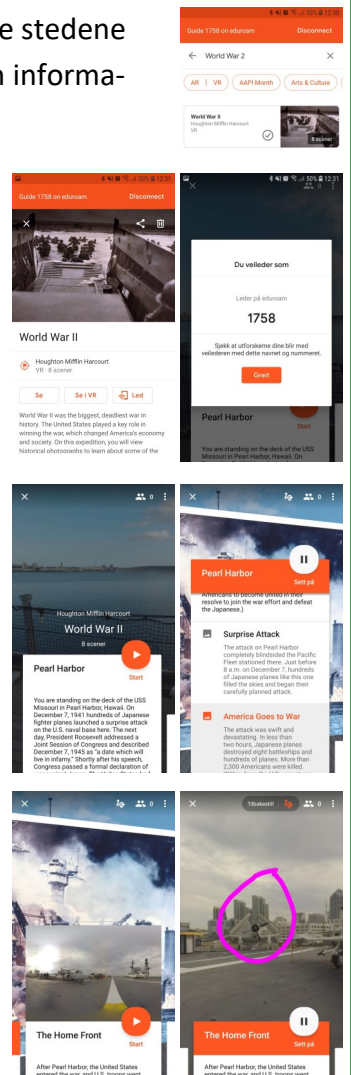 e stedene
n informa-
12:30
Guide 1758 on eduroam Disconnect
World War 2
AR | VR AAPI Month Arts & Culture
World War II
Houghton Mifflin Harcourt
VR
8 scener
50% 12:31
Guide 1758 on eduroam Disconnect
World War II
Houghton Mifflin Harcourt
VR · 8 scener
Se Se i VR Led
World War II was the biggest, deadliest war in
history. The United States played a key role in
winning the war, which changed America's economy
and society. On this expedition, you will view
historical photographs to learn about some of the
50% 12:31
Du veileder som
Leder på eduroam
1758
Sjekk at utforskerne dine blir med
veilederen med dette navnet og nummeret.
Greit
Pearl Harbor
Start
You are standing on the deck of the USS
Missouri in Pearl Harbor, Hawaii. On
0
Houghton Mifflin Harcourt
World War II
8 scener
Pearl Harbor
Start
You are standing on the deck of the USS
Missouri in Pearl Harbor, Hawaii. On
December 7, 1941 hundreds of Japanese
fighter planes launched a surprise attack
on the U.S. naval base here. The next
day, President Roosevelt addressed a
Joint Session of Congress and described
December 7, 1945 as "a date which will
live in infamy." Shortly after his speech,
Congress passed a formal declaration of
0
Pearl Harbor
Sett på
Americans to become united in their
resolve to join the war effort and defeat
the Japanese.)
Surprise Attack
The attack on Pearl Harbor
completely blindsided the Pacific
Fleet stationed there. Just before
8 a.m. on December 7, hundreds
of Japanese planes like this one
filled the skies and began their
carefully planned attack.
America Goes to War
The attack was swift and
devastating. In less than
two hours, Japanese planes
destroyed eight battleships and
hundreds of planes. More than
2,300 Americans were killed.
0
The Home Front
Start
After Pearl Harbor, the United States
entered the war, and U.S. troops went
Tilbakestill 0
The Home Front
Sett på
After Pearl Harbor, the United States
entered the war, and U.S. troops went